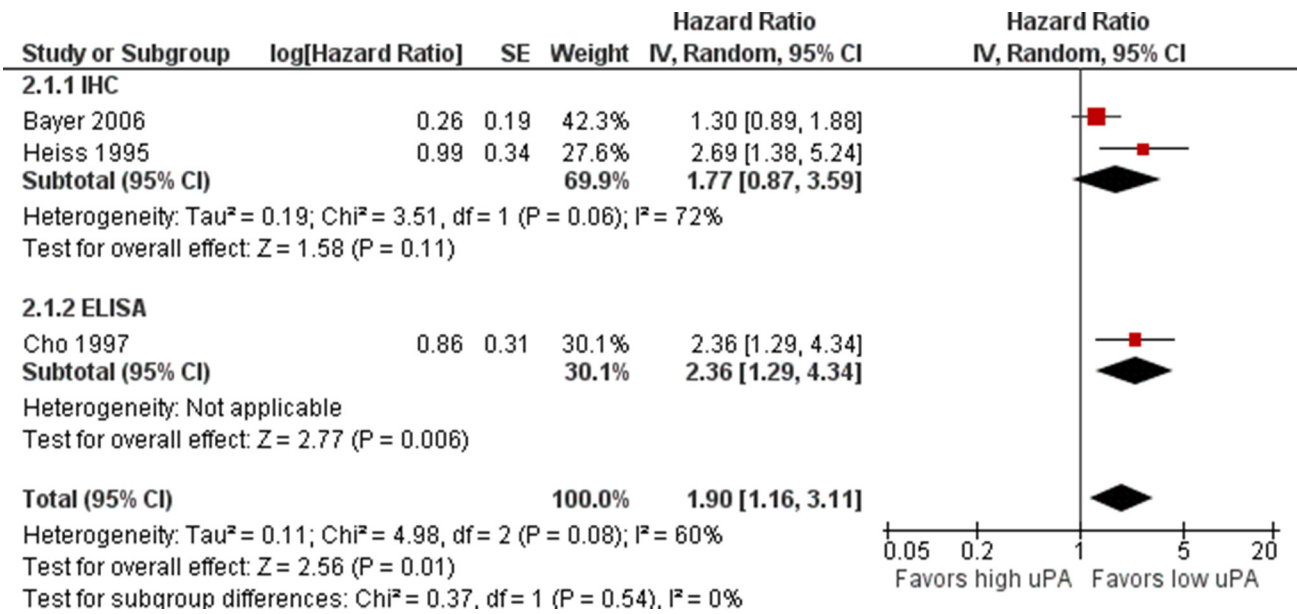 Hazard Ratio Hazard Ratio
Study or Subgroup log[Hazard Ratio] SE Weight IV, Random, 95% CI IV, Random, 95% CI
2.1.1 IHC
Bayer 2006 0.26 0.19 42.3% 1.30 [0.89, 1.88]
Heiss 1995 0.99 0.34 27.6% 2.69 [1.38, 5.24]
Subtotal (95% CI) 69.9% 1.77 [0.87, 3.59]
Heterogeneity: Tau² = 0.19; Chi² = 3.51, df = 1 (P = 0.06); I² = 72%
Test for overall effect: Z = 1.58 (P = 0.11)
2.1.2 ELISA
Cho 1997 0.86 0.31 30.1% 2.36 [1.29, 4.34]
Subtotal (95% CI) 30.1% 2.36 [1.29, 4.34]
Heterogeneity: Not applicable
Test for overall effect: Z = 2.77 (P = 0.006)
Total (95% CI) 100.0% 1.90 [1.16, 3.11]
Heterogeneity: Tau² = 0.11; Chi² = 4.98, df = 2 (P = 0.08); I² = 60%
Test for overall effect: Z = 2.56 (P = 0.01)
Test for subgroup differences: Chi² = 0.37, df = 1 (P = 0.54), I² = 0%
0.05 0.2 1 5 20
Favors high uPA Favors low uPA